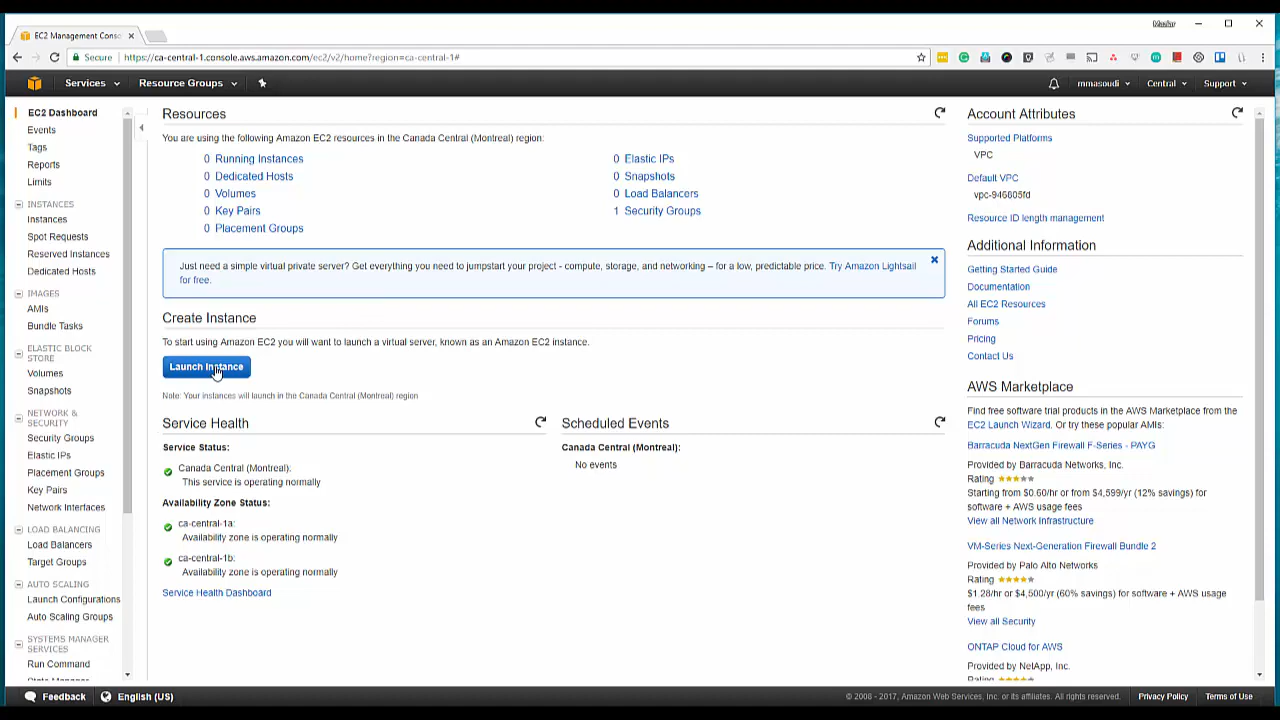 EC2 Management Conso
Secure https://ca-central-1.console.aws.amazon.com/ec2/v2/home?region=ca-central-1#
Services Resource Groups mmasoudi Central Support
EC2 Dashboard
Events
Tags
Reports
Limits
INSTANCES
Instances
Spot Requests
Reserved Instances
Dedicated Hosts
IMAGES
AMIs
Bundle Tasks
ELASTIC BLOCK
STORE
Volumes
Snapshots
NETWORK &
SECURITY
Security Groups
Elastic IPs
Placement Groups
Key Pairs
Network Interfaces
LOAD BALANCING
Load Balancers
Target Groups
AUTO SCALING
Launch Configurations
Auto Scaling Groups
SYSTEMS MANAGER
SERVICES
Run Command
Resources
You are using the following Amazon EC2 resources in the Canada Central (Montreal) region:
0 Running Instances
0 Dedicated Hosts
0 Volumes
0 Key Pairs
0 Placement Groups
0 Elastic IPs
0 Snapshots
0 Load Balancers
1 Security Groups
Just need a simple virtual private server? Get everything you need to jumpstart your project - compute, storage, and networking – for a low, predictable price. Try Amazon Lightsail
for free.
Create Instance
To start using Amazon EC2 you will want to launch a virtual server, known as an Amazon EC2 instance.
Launch Instance
Note: Your instances will launch in the Canada Central (Montreal) region
Service Health
Service Status:
Canada Central (Montreal):
This service is operating normally
Availability Zone Status:
ca-central-1a:
Availability zone is operating normally
ca-central-1b:
Availability zone is operating normally
Service Health Dashboard
Scheduled Events
Canada Central (Montreal):
No events
Account Attributes
Supported Platforms
VPC
Default VPC
vpc-946805fd
Resource ID length management
Additional Information
Getting Started Guide
Documentation
All EC2 Resources
Forums
Pricing
Contact Us
AWS Marketplace
Find free software trial products in the AWS Marketplace from the
EC2 Launch Wizard. Or try these popular AMIs:
Barracuda NextGen Firewall F-Series - PAYG
Provided by Barracuda Networks, Inc.
Rating
Starting from $0.60/hr or from $4,599/yr (12% savings) for
software + AWS usage fees
View all Network Infrastructure
VM-Series Next-Generation Firewall Bundle 2
Provided by Palo Alto Networks
Rating
$1.28/hr or $4,500/yr (60% savings) for software + AWS usage
fees
View all Security
ONTAP Cloud for AWS
Provided by NetApp, Inc.
Feedback English (US) © 2008 - 2017, Amazon Web Services, Inc. or its affiliates. All rights reserved. Privacy Policy Terms of Use